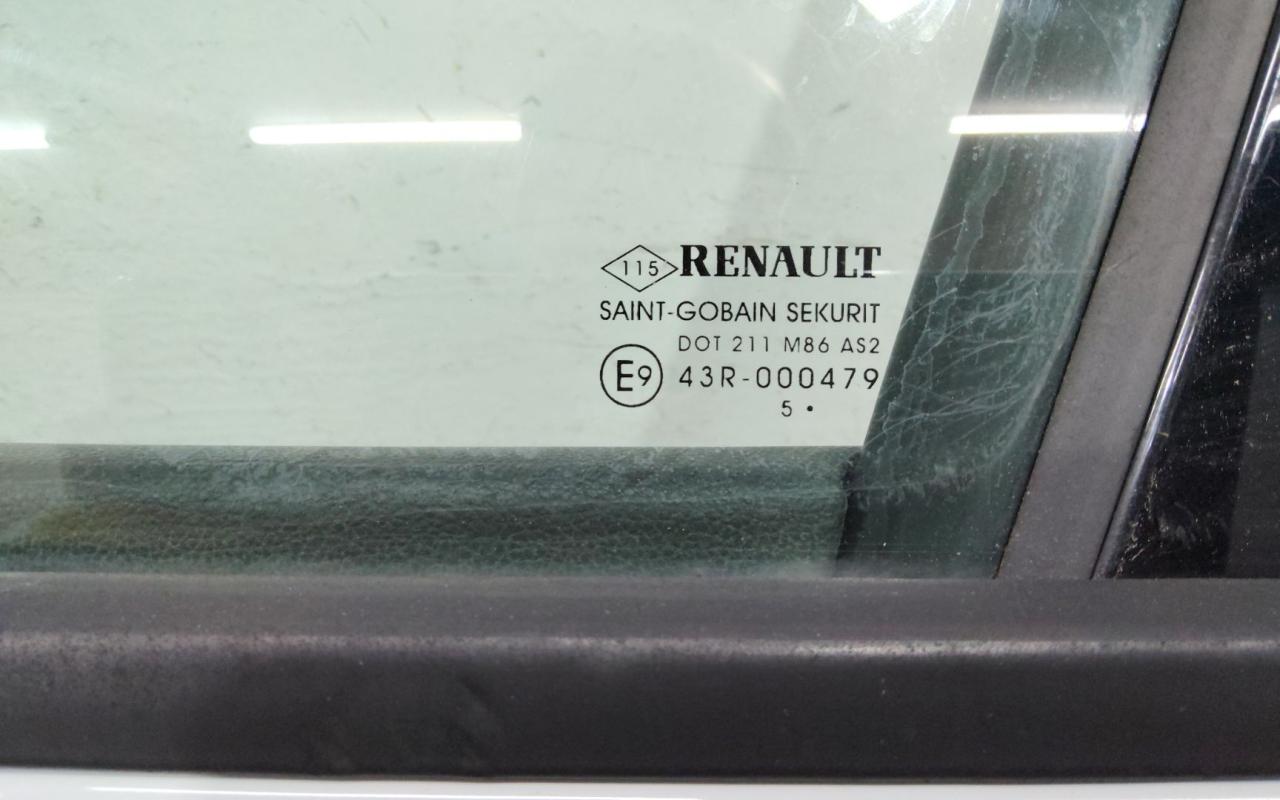 115 RENAULT
SAINT-GOBAIN SEKURIT
DOT 211 M86 AS2
E9 43R-000479
5 •